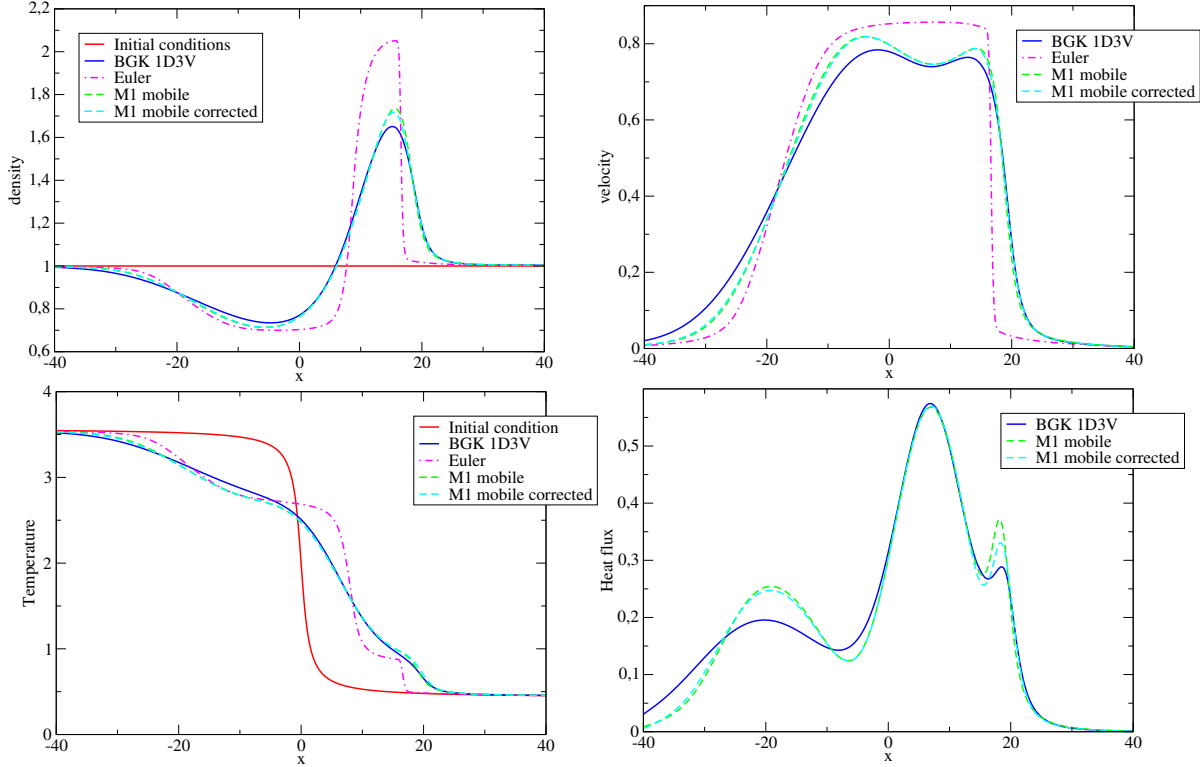 2,2
2
1,8
1,6
1,4
1,2
1
0.8
0.7
0,6
density
-40
-20
0
20
40
x
Initial conditions
BGK 1D3V
Euler
M1 mobile
M1 mobile corrected
0,8
0,6
0,4
0,2
0
velocity
-40
-20
0
20
40
x
BGK 1D3V
Euler
M1 mobile
M1 mobile corrected
4
3
2
1
0
Temperature
-40
-20
0
20
40
x
Initial condition
BGK 1D3V
Euler
M1 mobile
M1 mobile corrected
0,5
0,4
0,3
0,2
0,1
0
Heat flux
-40
-20
0
20
40
x
BGK 1D3V
M1 mobile
M1 mobile corrected